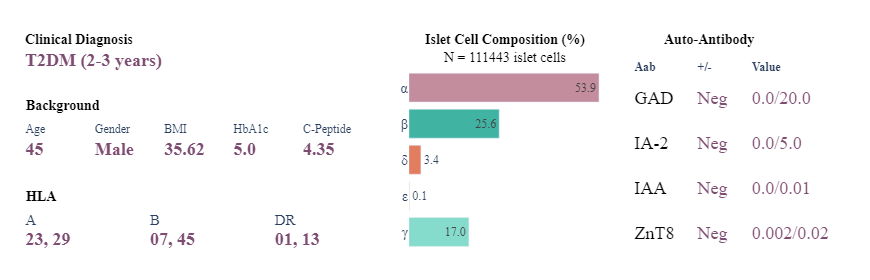 Clinical Diagnosis
T2DM (2-3 years)
Background
Age Gender BMI HbA1c C-Peptide
45 Male 35.62 5.0 4.35
HLA
A B DR
23, 29 07, 45 01, 13
Islet Cell Composition (%)
N = 111443 islet cells
α 53.9
β 25.6
δ 3.4
ε 0.1
γ 17.0
Auto-Antibody
Aab +/- Value
GAD Neg 0.0/20.0
IA-2 Neg 0.0/5.0
IAA Neg 0.0/0.01
ZnT8 Neg 0.002/0.02